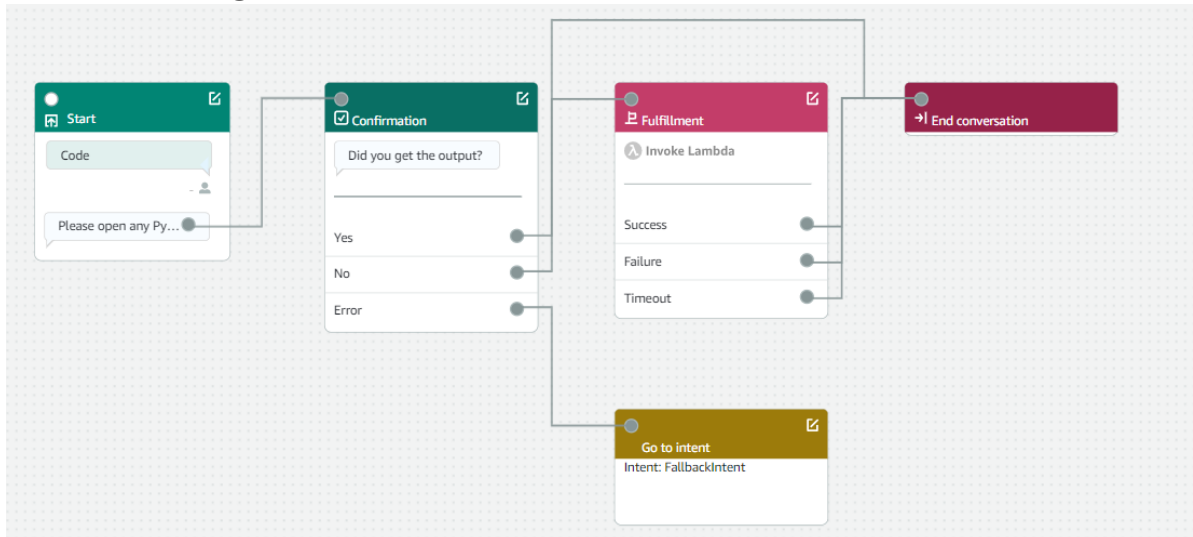 Start
Code
-
Please open any Py...
Confirmation
Did you get the output?
Yes
No
Error
Fulfillment
λ Invoke Lambda
Success
Failure
Timeout
End conversation
Go to intent
Intent: FallbackIntent